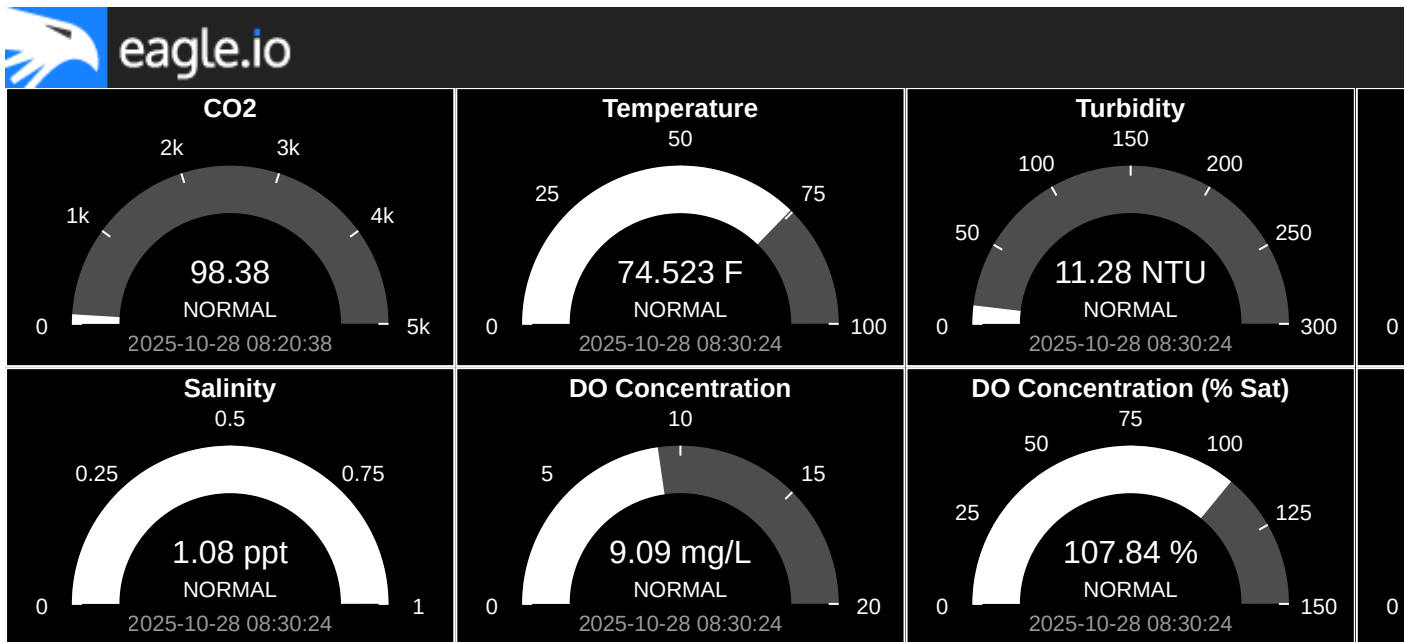 eagle.io
CO2
0
1k
2k
3k
4k
5k
98.38
NORMAL
2025-10-28 08:20:38
Temperature
0
25
50
75
100
74.523 F
NORMAL
2025-10-28 08:30:24
Turbidity
0
50
100
150
200
250
300
11.28 NTU
NORMAL
2025-10-28 08:30:24
0
Salinity
0
0.25
0.5
0.75
1
1.08 ppt
NORMAL
2025-10-28 08:30:24
DO Concentration
0
5
10
15
20
9.09 mg/L
NORMAL
2025-10-28 08:30:24
DO Concentration (% Sat)
0
25
50
75
100
125
150
107.84 %
NORMAL
2025-10-28 08:30:24
0